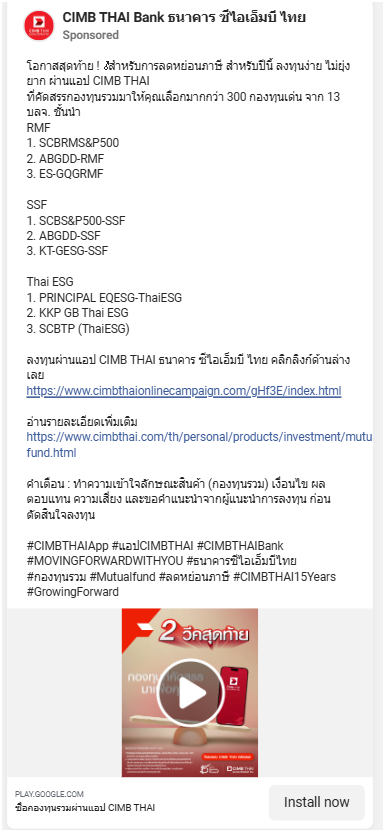 CIMB THAI Bank ธนาคาร ซีไอเอ็มบี ไทย
Sponsored
โอกาสสุดท้าย ! สำหรับการลดหย่อนภาษี สำหรับปีนี้ ลงทุนง่าย ไม่ยุ่ง
ยาก ผ่านแอป CIMB THAI
ที่คัดสรรกองทุนรวมมาให้คุณเลือกมากกว่า 300 กองทุนเด่น จาก 13
บลจ. ชั้นนำ
RMF
1. SCBRMS&P500
2. ABGDD-RMF
3. ES-GQGRMF
SSF
1. SCBS&P500-SSF
2. ABGDD-SSF
3. KT-GESG-SSF
Thai ESG
1. PRINCIPAL EQESG-ThaiESG
2. KKP GB Thai ESG
3. SCBTP (ThaiESG)
ลงทุนผ่านแอป CIMB THAI ธนาคาร ซีไอเอ็มบี ไทย คลิกลิงก์ด้านล่าง
เลย
https://www.cimbthaionlinecampaign.com/gHf3E/index.html
อ่านรายละเอียดเพิ่มเติม
https://www.cimbthai.com/th/personal/products/investment/mutu
fund.html
คำเตือน : ทำความเข้าใจลักษณะสินค้า (กองทุนรวม) เงื่อนไข ผล
ตอบแทน ความเสี่ยง และขอคำแนะนำจากผู้แนะนำการลงทุน ก่อน
ตัดสินใจลงทุน
#CIMBTHAIApp #แอปCIMBTHAI #CIMBTHAIBank
#MOVINGFORWARDWITHYOU #ธนาคารซีไอเอ็มบีไทย
#กองทุนรวม #Mutualfund #ลดหย่อนภาษี #CIMBTHAI15Years
#GrowingForward
2 วีคสุดท้าย
CIMB THAI
PLAY.GOOGLE.COM
ซื้อกองทุนรวมผ่านแอป CIMB THAI
Install now